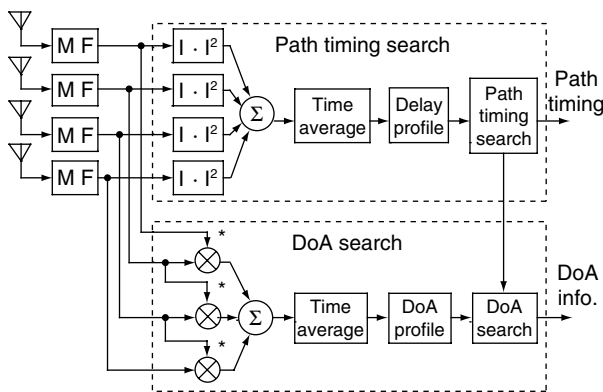 Path timing search
M F
| · |²
M F
| · |²
M F
| · |²
M F
| · |²
Σ
Time
average
Delay
profile
Path
timing
search
Path
timing
DoA search
*
*
*
Σ
Time
average
DoA
profile
DoA
search
DoA
info.